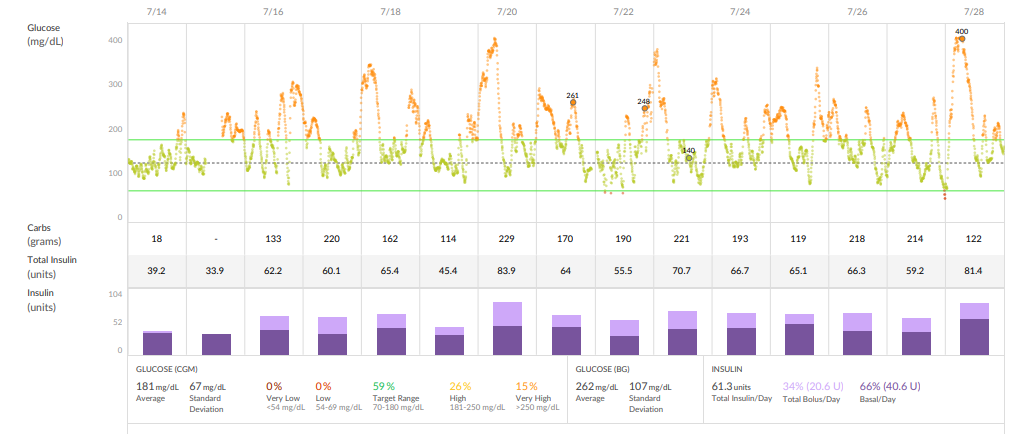 7/14 7/16 7/18 7/20 7/22 7/24 7/26 7/28
Glucose
(mg/dL)
400
300
200
100
0
261
248
140
400
Carbs
(grams)
18 - 133 220 162 114 229 170 190 221 193 119 218 214 122
Total Insulin
(units)
39.2 33.9 62.2 60.1 65.4 45.4 83.9 64 55.5 70.7 66.7 65.1 66.3 59.2 81.4
Insulin
(units)
104
52
0
GLUCOSE (CGM) GLUCOSE (BG) INSULIN
181 mg/dL 67 mg/dL 0% 0% 59% 26% 15% 262 mg/dL 107 mg/dL 61.3 units 34% (20.6 U) 66% (40.6 U)
Average Standard Very Low Low Target Range High Very High Average Standard Total Insulin/Day Total Bolus/Day Basal/Day
Deviation <54 mg/dL 54-69 mg/dL 70-180 mg/dL 181-250 mg/dL >250 mg/dL Deviation